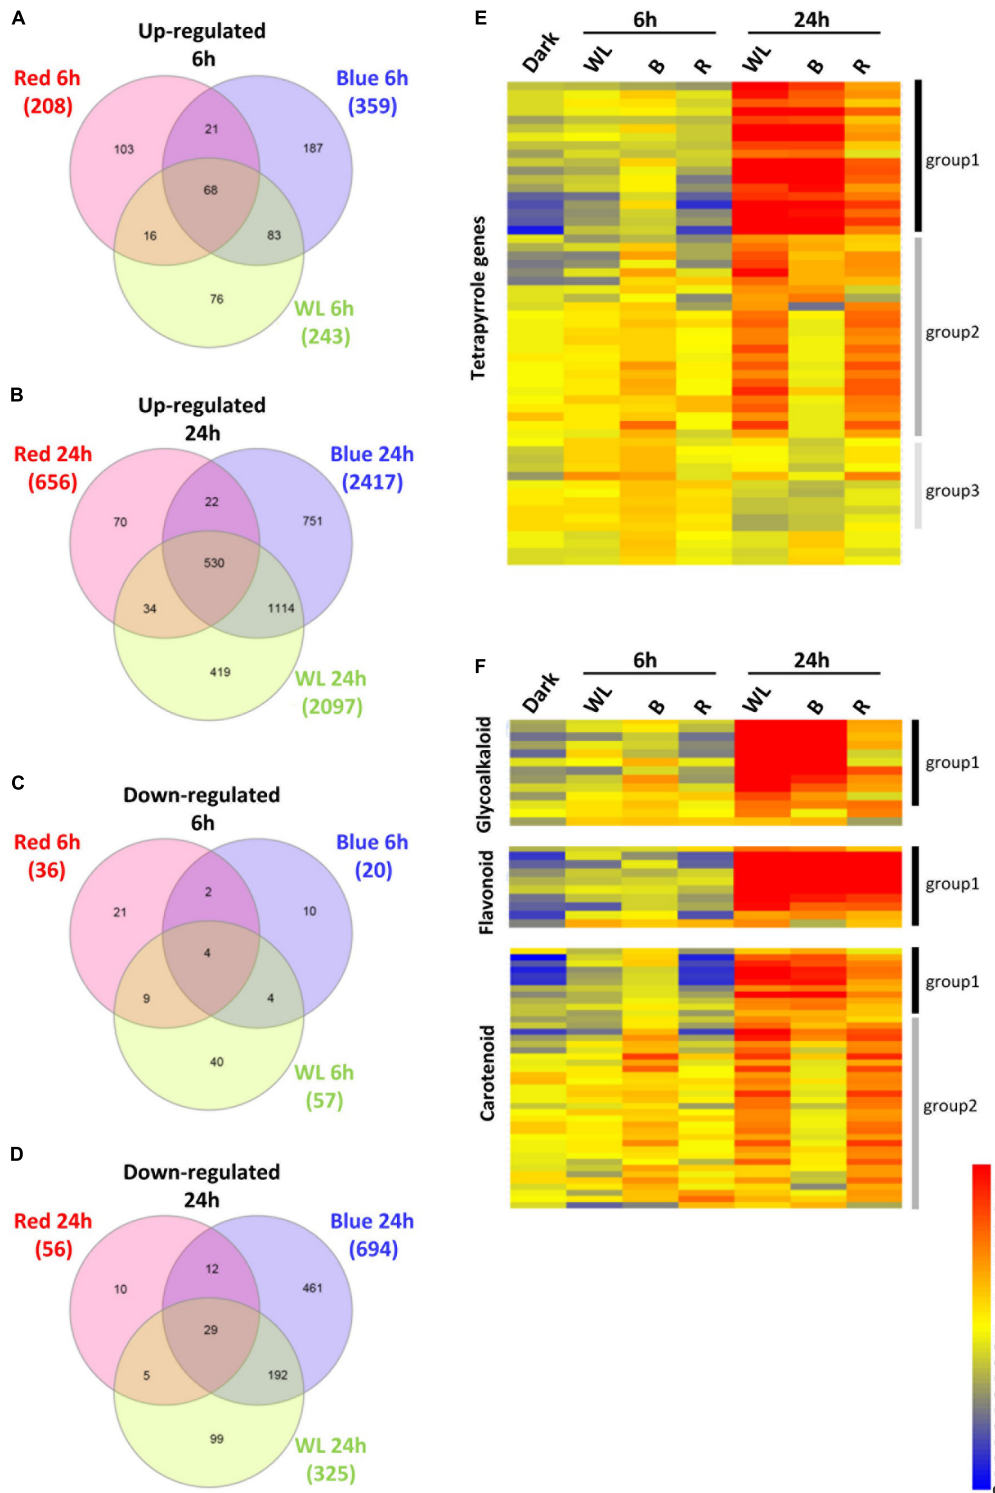 A
Up-regulated
6h
Red 6h
(208)
Blue 6h
(359)
21
103
187
68
16
83
76
WL 6h
(243)
B
Up-regulated
24h
Red 24h
(656)
Blue 24h
(2417)
22
70
751
530
34
1114
419
WL 24h
(2097)
C
Down-regulated
6h
Red 6h
(36)
Blue 6h
(20)
2
21
10
4
9
4
40
WL 6h
(57)
D
Down-regulated
24h
Red 24h
(56)
Blue 24h
(694)
12
10
461
29
5
192
99
WL 24h
(325)
E
6h
24h
Dark
WL
B
R
WL
B
R
Tetrapyrrole genes
group1
group2
group3
F
6h
24h
Dark
WL
B
R
WL
B
R
Glycoalkaloid
group1
Flavonoid
group1
Carotenoid
group1
group2